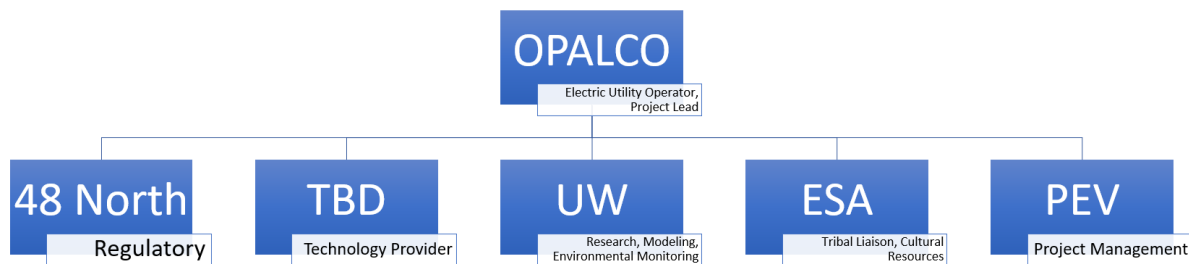 OPALCO
Electric Utility Operator,
Project Lead
48 North
Regulatory
TBD
Technology Provider
UW
Research, Modeling,
Environmental Monitoring
ESA
Tribal Liaison, Cultural
Resources
PEV
Project Management